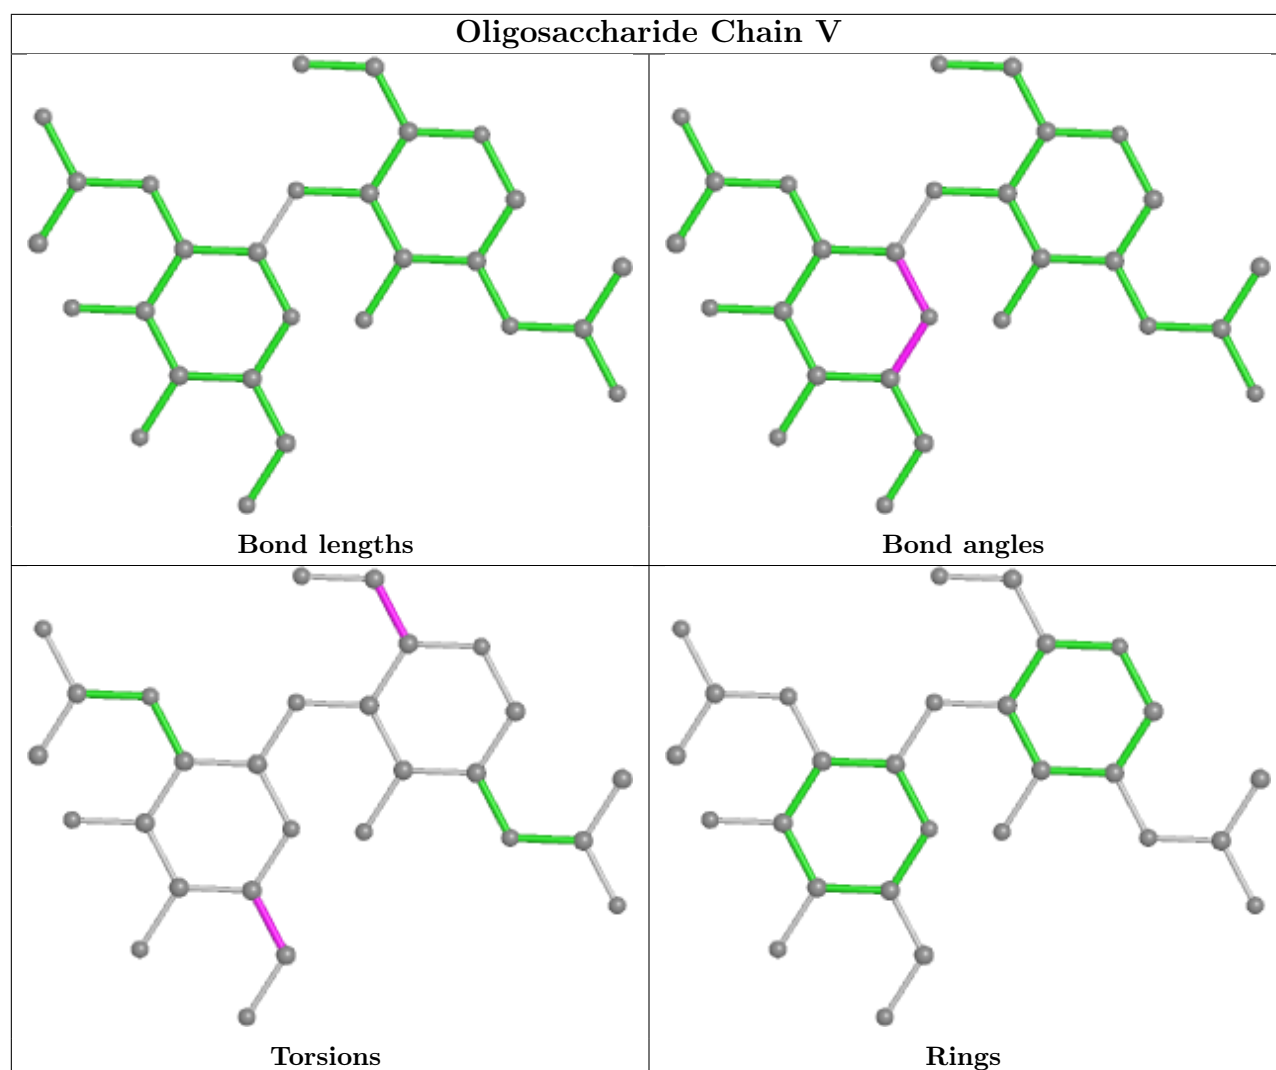 Oligosaccharide Chain V
Bond lengths
Bond angles
Torsions
Rings